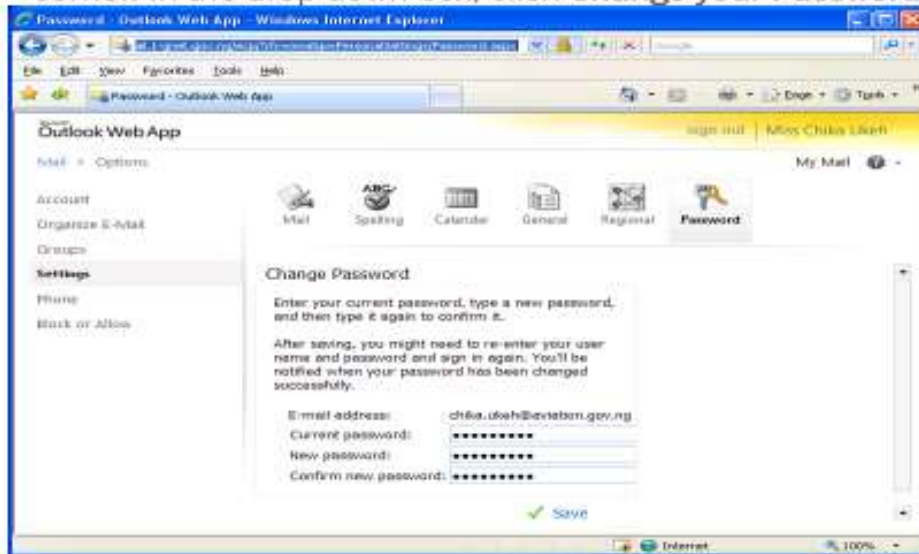 Password - Outlook Web App - Windows Internet Explorer
File Edit View Favorites Tools Help
Password - Outlook Web App
Outlook Web App
sign out Miss Chika Ukeh
Mail > Options
My Mail
Account
Organize E-Mail
Groups
Settings
Phone
Block or Allow
Mail
Spelling
Calendar
General
Regional
Password
Change Password
Enter your current password, type a new password,
and then type it again to confirm it.
After saving, you might need to re-enter your user
name and password and sign in again. You'll be
notified when your password has been changed
successfully.
E-mail address: chika.ukeh@aviation.gov.ng
Current password:
New password:
Confirm new password:
Save
Internet 100%